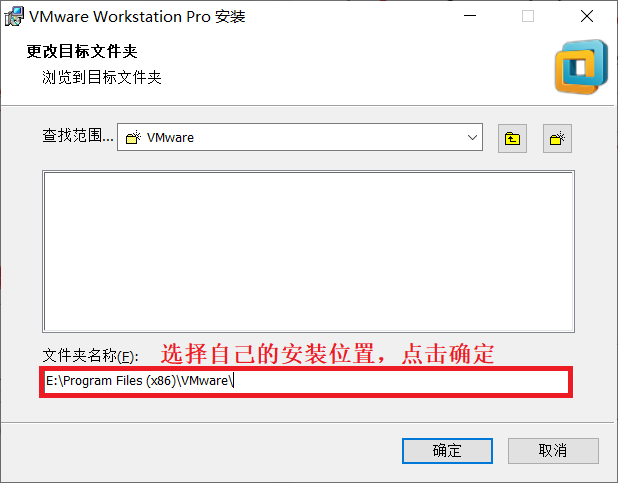 VMware Workstation Pro 安装
更改目标文件夹
浏览到目标文件夹
查找范围...
VMware
文件夹名称(F):
选择自己的安装位置，点击确定
E:\Program Files (x86)\VMware\
确定
取消